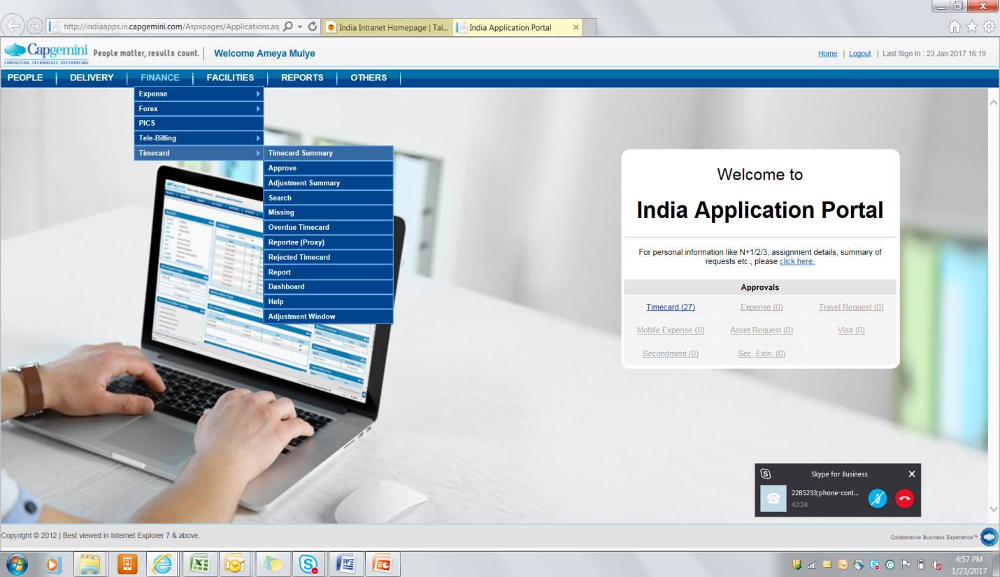 http://indiaapps.in.capgemini.com/Aspxpages/Applications.as
India Intranet Homepage | Tal...
India Application Portal
Capgemini
CONSULTING.TECHNOLOGY.OUTSOURCING
People matter, results count.
Welcome Ameya Mulye
Home | Logout | Last Sign In : 23 Jan 2017 16:19
PEOPLE
DELIVERY
FINANCE
FACILITIES
REPORTS
OTHERS
Expense
Forex
PICS
Tele-Billing
Timecard
Timecard Summary
Approve
Adjustment Summary
Search
Missing
Overdue Timecard
Reportee (Proxy)
Rejected Timecard
Report
Dashboard
Help
Adjustment Window
Welcome to
India Application Portal
For personal information like N+1/2/3, assignment details, summary of
requests etc., please click here.
Approvals
Timecard (27)
Expense (0)
Travel Request (0)
Mobile Expense (0)
Asset Request (0)
Visa (0)
Secondment (0)
Sec. Extn. (0)
Skype for Business
2285233;phone-cont...
42:24
Copyright © 2012 | Best viewed in Internet Explorer 7 & above.
Collaborative Business Experience™
4:57 PM
1/23/2017